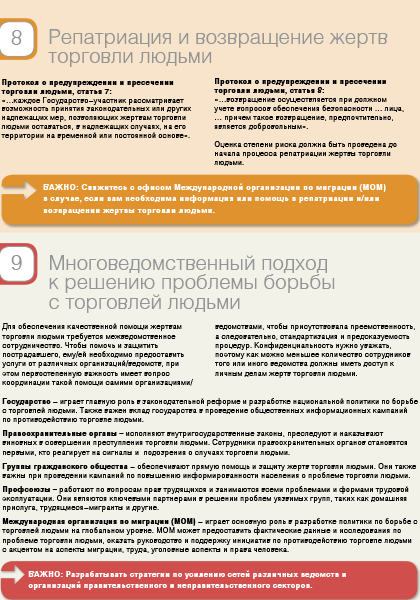 8
Репатриация и возвращение жертв
торговли людьми
Протокол о предупреждении и пресечении
торговли людьми, статья 7:
«...каждое Государство–участник рассматривает
возможность принятия законодательных или других
надлежащих мер, позволяющих жертвам торговли
людьми оставаться, в надлежащих случаях, на его
территории на временной или постоянной основе».
Протокол о предупреждении и пресечении
торговли людьми, статья 8:
«...возвращение осуществляется при должном
учете вопросов обеспечения безопасности ... лица,
... причем такое возвращение, предпочтительно,
является добровольным».
Оценка степени риска должна быть проведена до
начала процесса репатриации жертвы торговли
людьми.
ВАЖНО: Свяжитесь с офисом Международной организации по миграции (МОМ)
в случае, если вам необходима информация или помощь в репатриации и/или
возвращении жертвы торговли людьми.
9
Многоведомственный подход
к решению проблемы борьбы
с торговлей людьми
Для обеспечения качественной помощи жертвам
торговли людьми требуется межведомственное
сотрудничество. Чтобы помочь и защитить
пострадавшего, ему/ей необходимо предоставить
услуги от различных организаций/ведомств, при
этом первостепенную важность имеет вопрос
координации такой помощи самими организациями/
ведомствами, чтобы присутствовала преемственность,
а следовательно, стандартизация и предсказуемость
процедур. Конфиденциальность нужно уважать,
поэтому как можно меньшее количество сотрудников
того или иного ведомства должны иметь доступ к
личным делам жертв торговли людьми.
Государство – играет главную роль в законодательной реформе и разработке национальной политики по борьбе
с торговлей людьми. Также важен вклад государства в проведение общественных информационных кампаний
по противодействию торговле людьми.
Правоохранительные органы – исполняют внутригосударственные законы, преследуют и наказывают
виновных в совершении преступления торговли людьми. Сотрудники правоохранительных органов становятся
первыми, кто реагирует на сигналы и подозрения о случаях торговли людьми.
Группы гражданского общества – обеспечивают прямую помощь и защиту жертв торговли людьми. Они также
важны при проведении кампаний по повышению информированности населения о проблеме торговли людьми.
Профсоюзы – работают по вопросам прав трудящихся и занимаются всеми проблемами и формами трудовой
эксплуатации. Они являются ключевыми партнерами в решении проблем уязвимых групп, таких как домашняя
прислуга, трудящиеся–мигранты и другие.
Международная организация по миграции (МОМ) – играет основную роль в разработке политики по борьбе с
торговлей людьми на глобальном уровне. МОМ может предоставить фактические данные и исследования по
проблеме торговли людьми, оказать руководство и поддержку инициатив по противодействию торговле людьми
с акцентом на аспекты миграции, труда, уголовные аспекты и права человека.
ВАЖНО: Разрабатывать стратегии по усилению сетей различных ведомств и
организаций правительственного и неправительственного секторов.